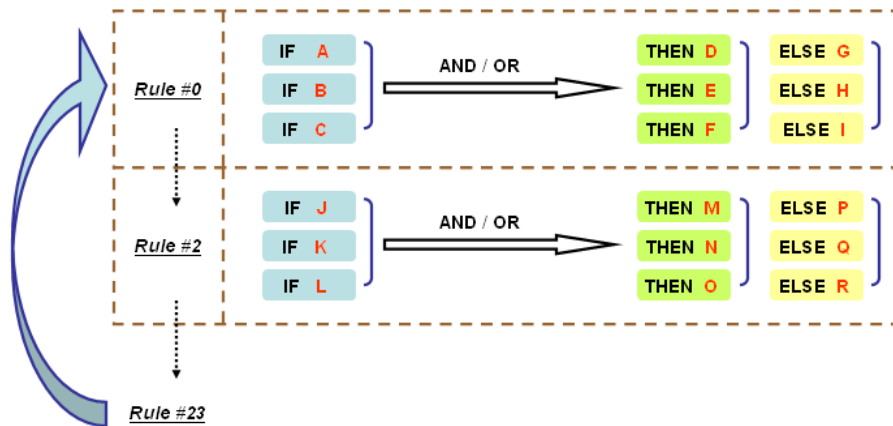 IF A
THEN D
ELSE G
AND / OR
Rule #0
IF B
THEN E
ELSE H
IF C
THEN F
ELSE I
IF J
THEN M
ELSE P
AND / OR
Rule #2
IF K
THEN N
ELSE Q
IF L
THEN O
ELSE R
Rule #23